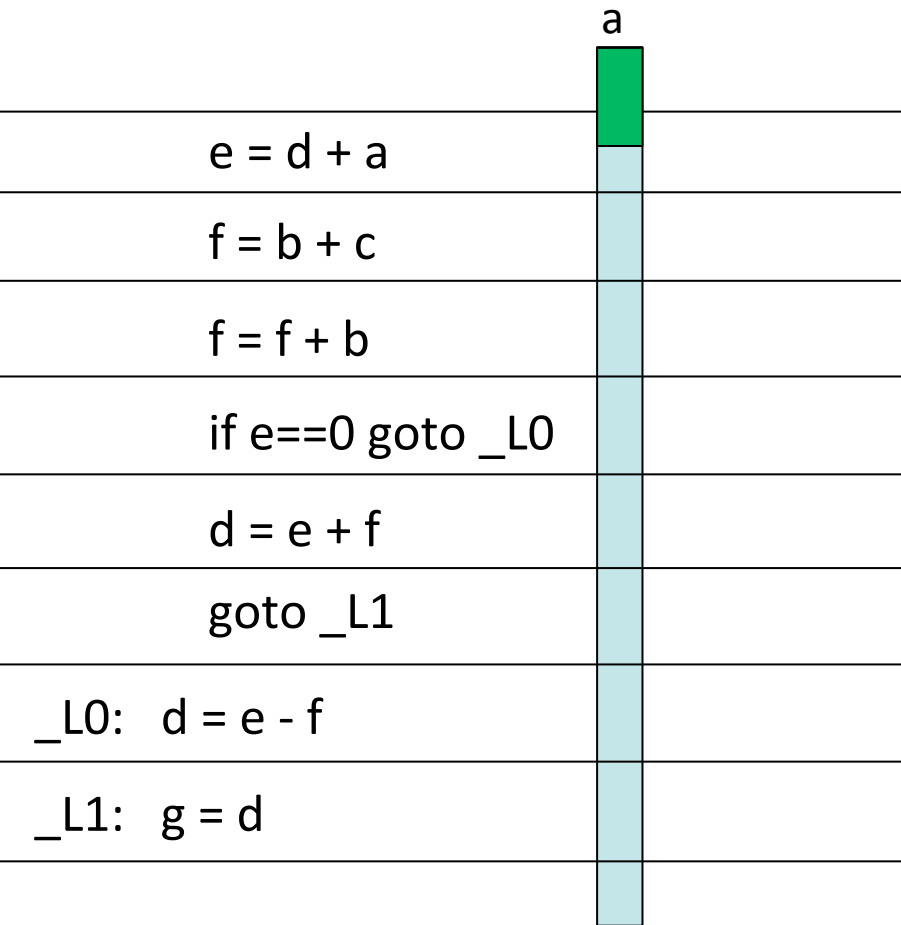 a
e = d + a
f = b + c
f = f + b
if e==0 goto _L0
d = e + f
goto _L1
_L0: d = e - f
_L1: g = d